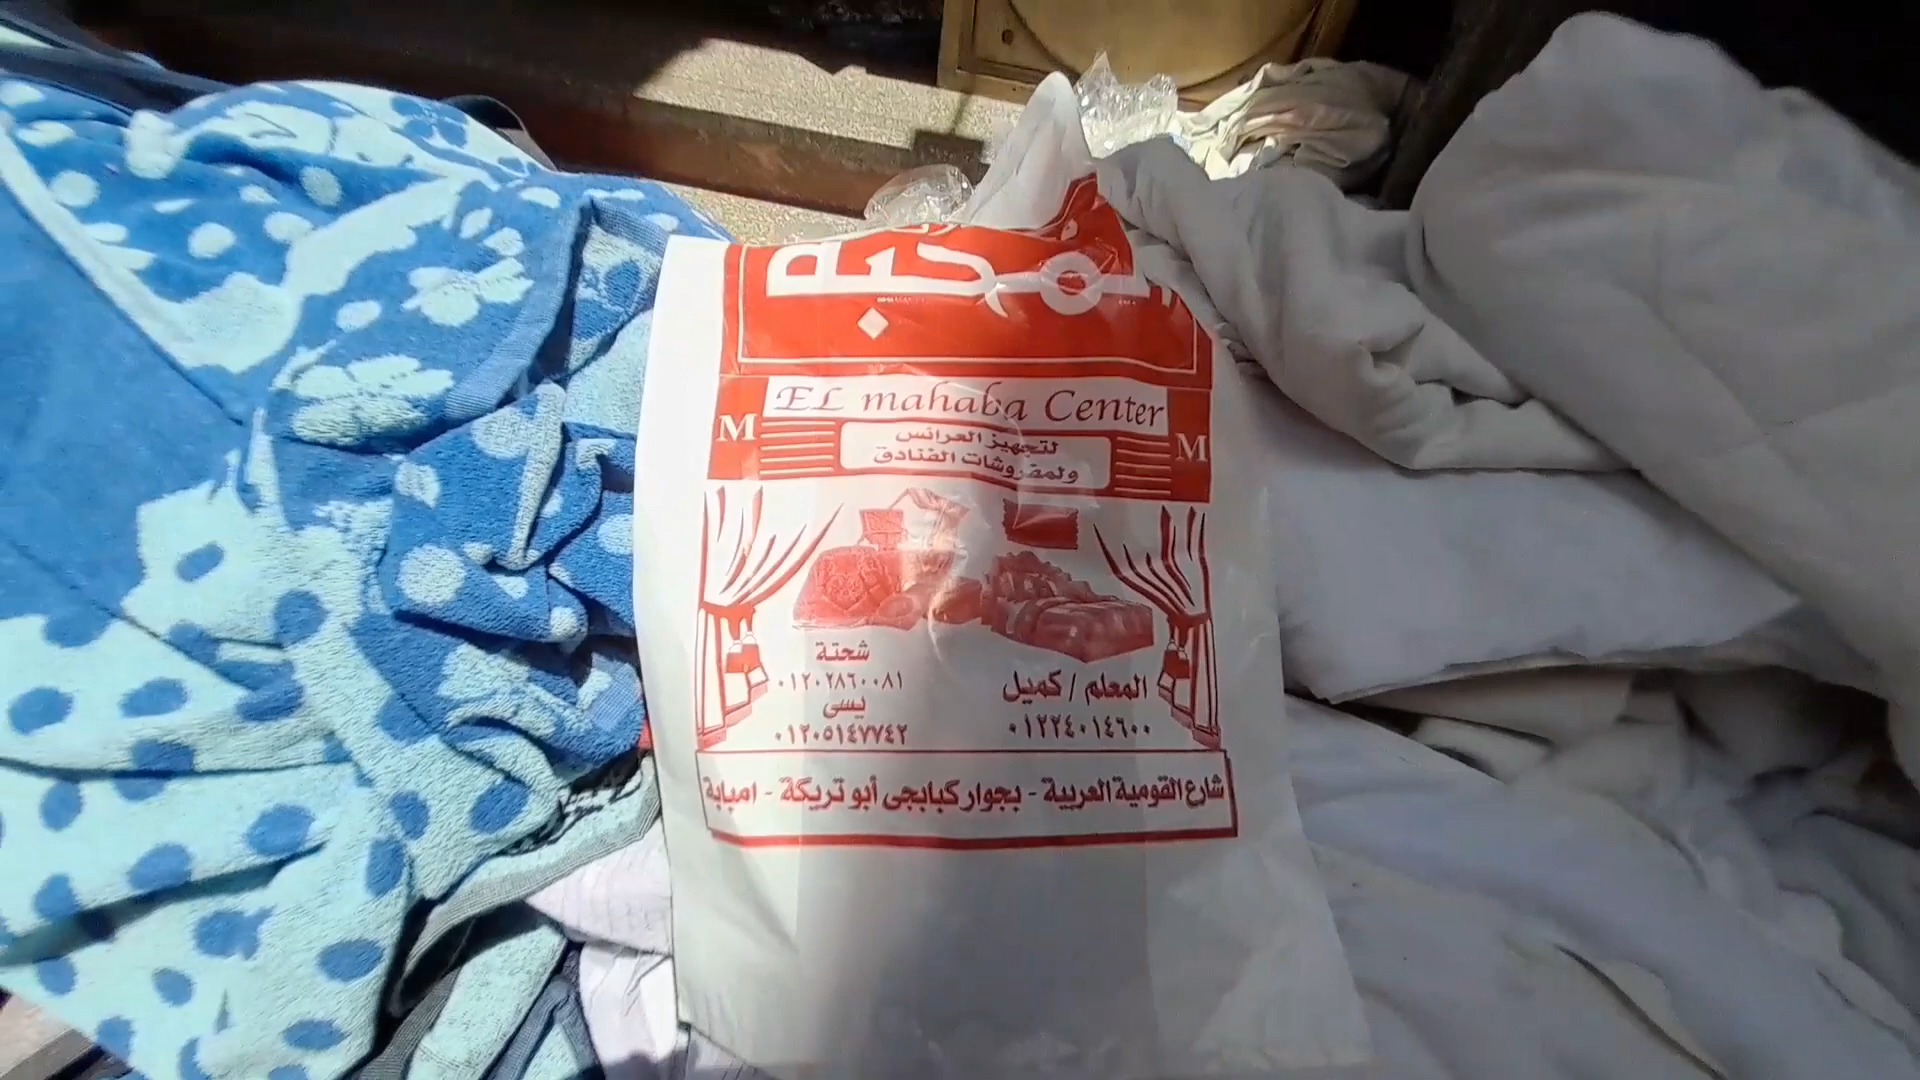 المحبة
EL mahaba Center
M
M
لتجهيز العرائس
ولمفروشات الفنادق
شحتة
٠١٢٠٢٨٦٠٠٨١
يسى
٠١٢٠٥١٤٧٧٤٢
المعلم / كميل
٠١٢٢٤٠١٤٦٠٠
شارع القومية العربية - بجوار كبابجى أبو تريكة - امبابة